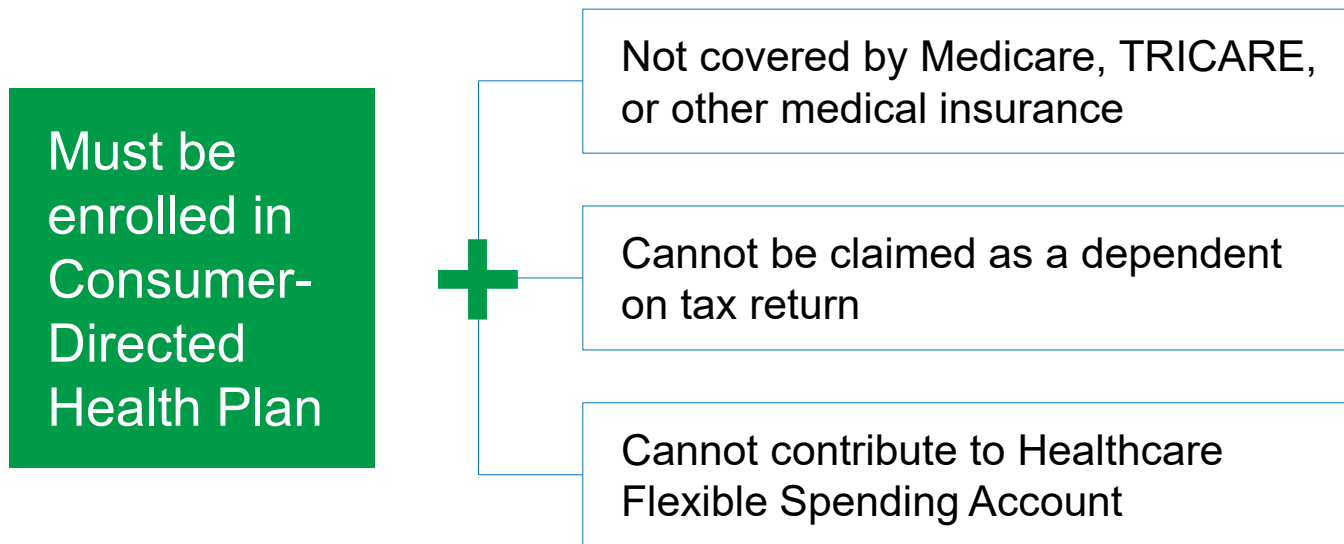 Must be
enrolled in
Consumer-
Directed
Health Plan
Not covered by Medicare, TRICARE,
or other medical insurance
Cannot be claimed as a dependent
on tax return
Cannot contribute to Healthcare
Flexible Spending Account